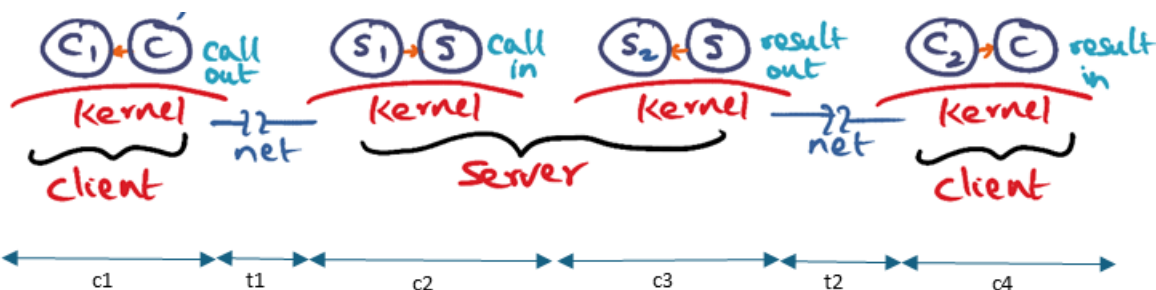 C1 C call out
S1 S call in
S2 S result out
C2 C result in
kernel
net
kernel
kernel
net
kernel
client
server
client
c1
t1
c2
c3
t2
c4